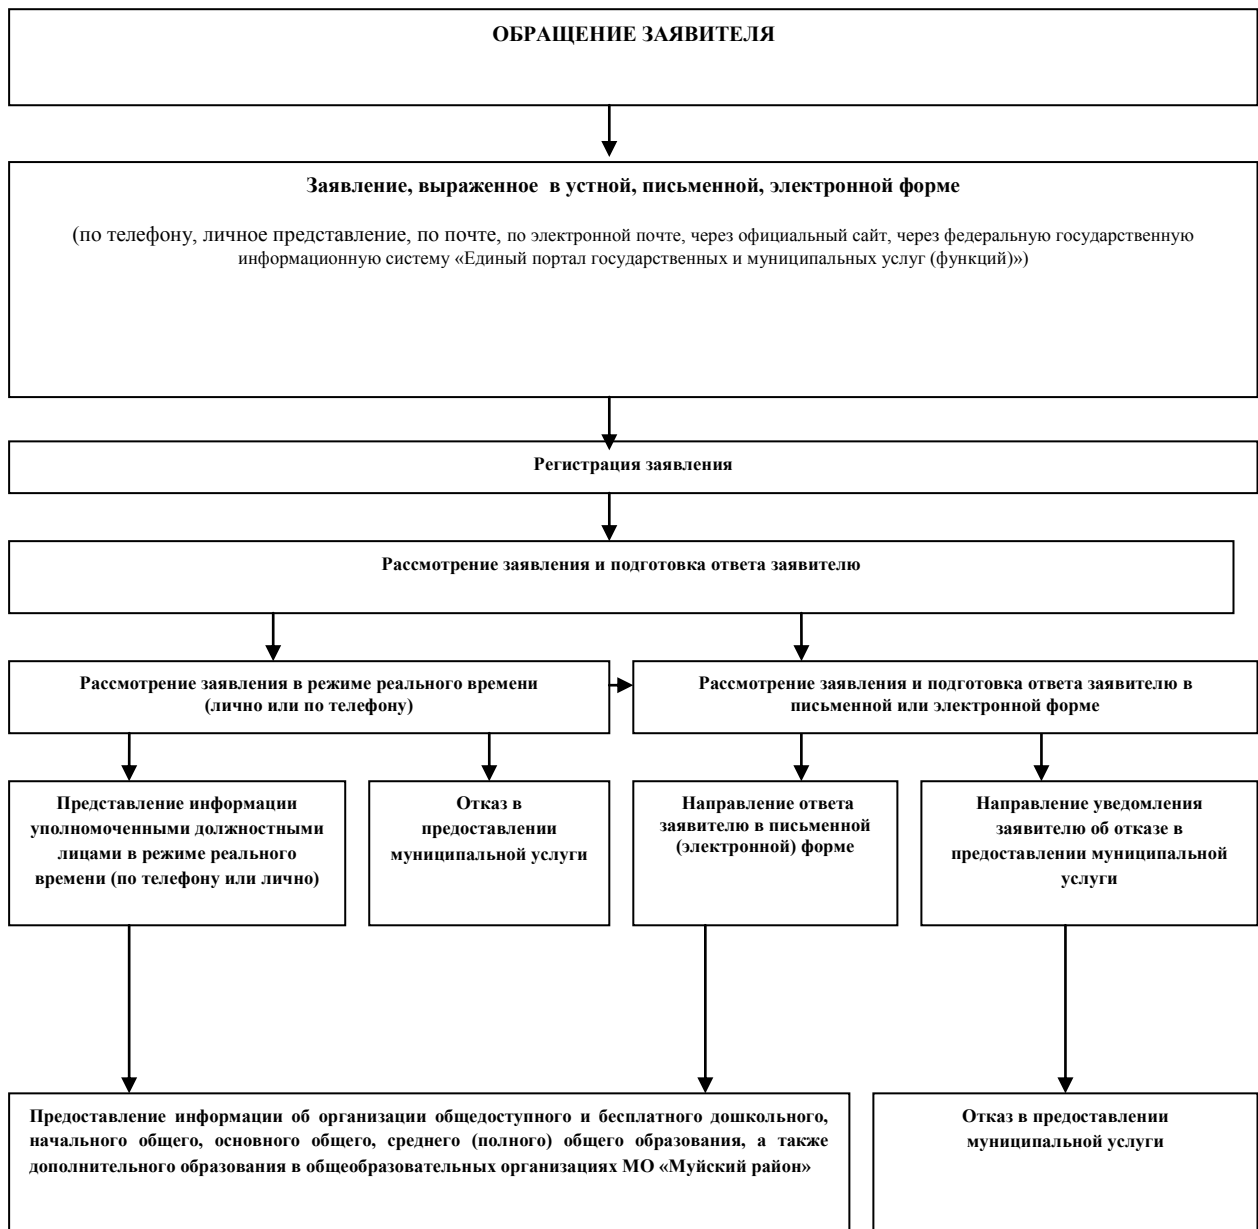 ОБРАЩЕНИЕ ЗАЯВИТЕЛЯ
Заявление, выраженное в устной, письменной, электронной форме
(по телефону, личное представление, по почте, по электронной почте, через официальный сайт, через федеральную государственную
информационную систему «Единый портал государственных и муниципальных услуг (функций)»)
Регистрация заявления
Рассмотрение заявления и подготовка ответа заявителю
Рассмотрение заявления в режиме реального времени
(лично или по телефону)
Рассмотрение заявления и подготовка ответа заявителю в
письменной или электронной форме
Представление информации
уполномоченными должностными
лицами в режиме реального
времени (по телефону или лично)
Отказ в
предоставлении
муниципальной услуги
Направление ответа
заявителю в письменной
(электронной) форме
Направление уведомления
заявителю об отказе в
предоставлении муниципальной
услуги
Предоставление информации об организации общедоступного и бесплатного дошкольного,
начального общего, основного общего, среднего (полного) общего образования, а также
дополнительного образования в общеобразовательных организациях МО «Муйский район»
Отказ в предоставлении
муниципальной услуги